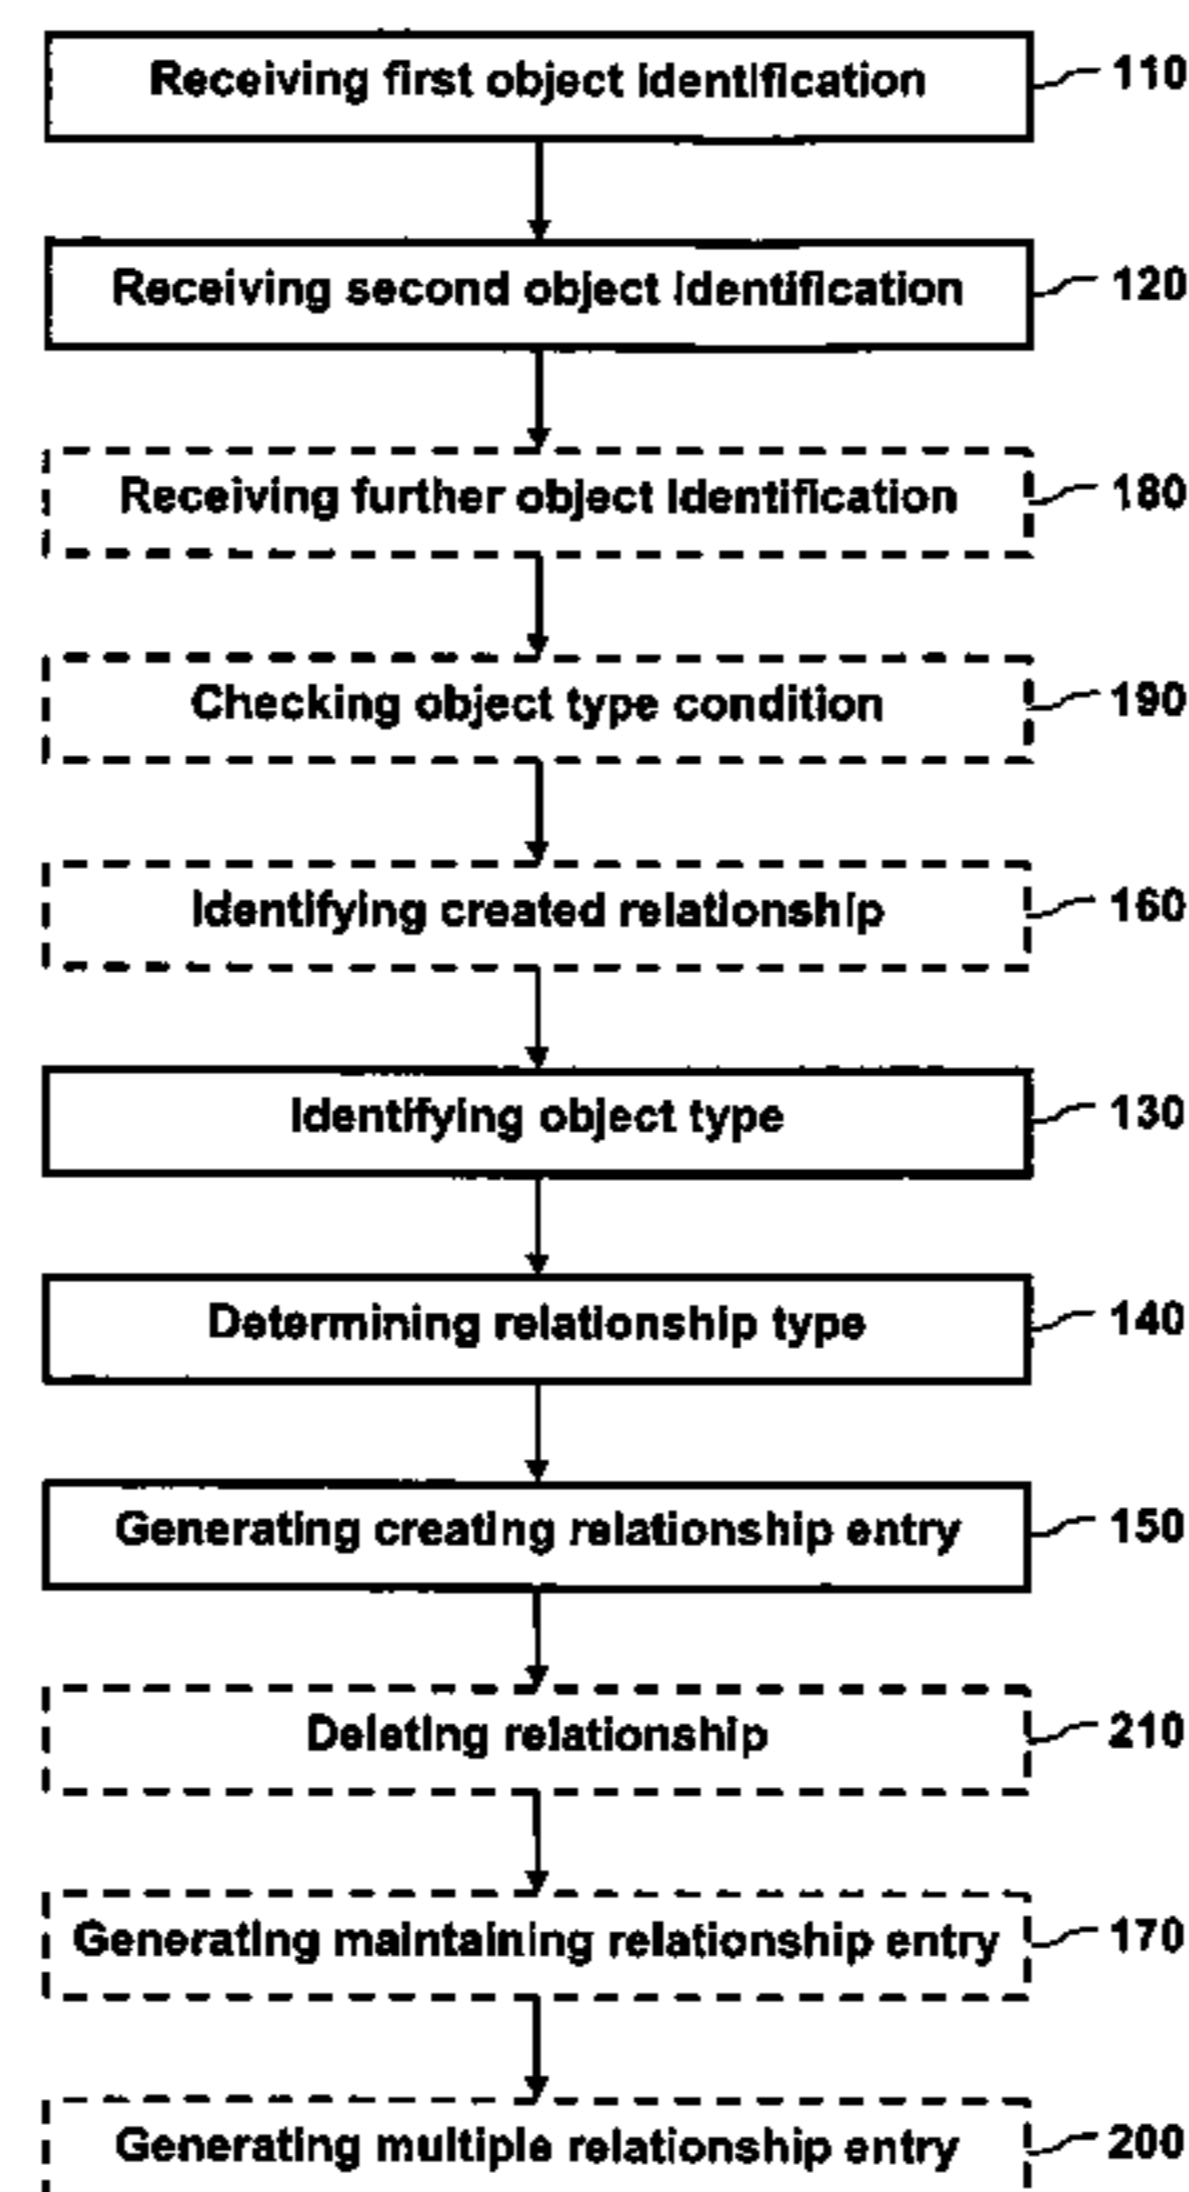 Receiving first object identification 110
Receiving second object identification 120
Receiving further object identification 180
Checking object type condition 190
Identifying created relationship 160
Identifying object type 130
Determining relationship type 140
Generating creating relationship entry 150
Deleting relationship 210
Generating maintaining relationship entry 170
Generating multiple relationship entry 200